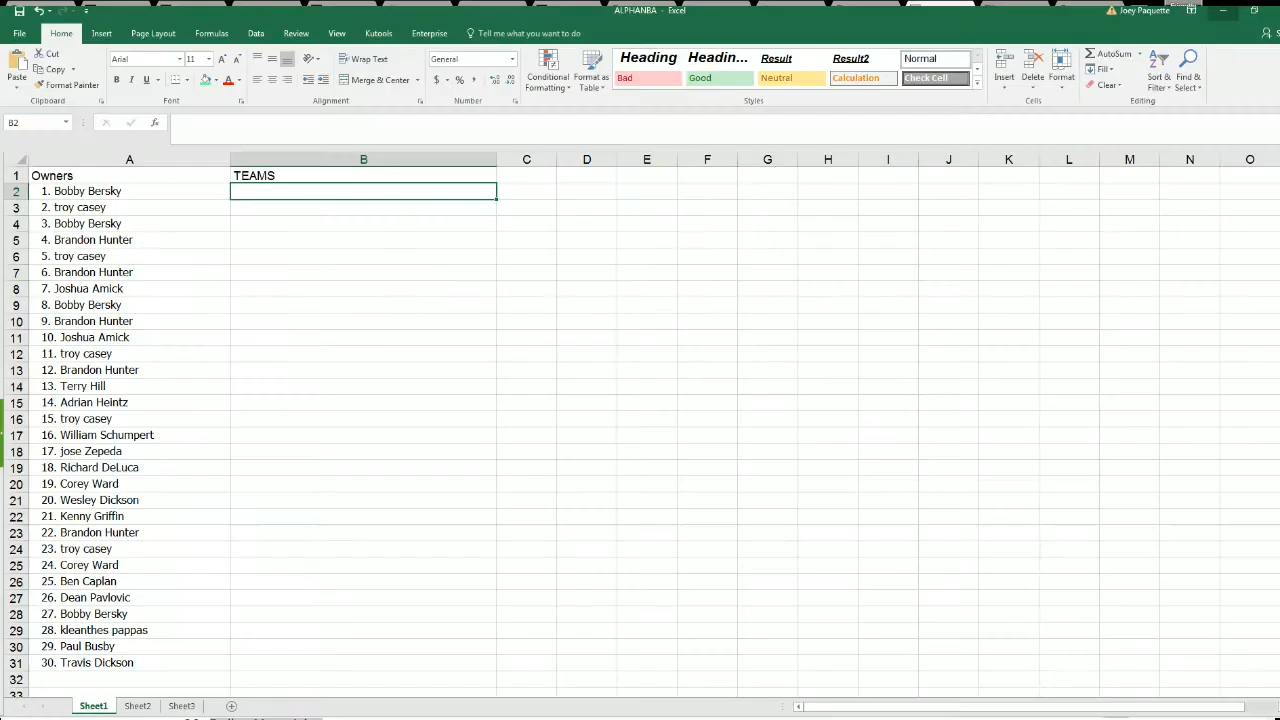 ALPHANBA - Excel
Joey Paquette
File Home Insert Page Layout Formulas Data Review View Kutools Enterprise Tell me what you want to do
Cut
Copy
Format Painter
Paste
Clipboard
Arial 11
B I U
A A
Font
Wrap Text
Merge & Center
Alignment
General
$ % ,
Number
Conditional Formatting
Format as Table
Heading Headin... Result Result2 Normal
Bad Good Neutral Calculation Check Cell
Styles
Insert Delete Format
Cells
AutoSum
Fill
Clear
Sort & Filter
Find & Select
Editing
B2
fx
A B C D E F G H I J K L M N O
1 Owners TEAMS
2 1. Bobby Bersky
3 2. troy casey
4 3. Bobby Bersky
5 4. Brandon Hunter
6 5. troy casey
7 6. Brandon Hunter
8 7. Joshua Amick
9 8. Bobby Bersky
10 9. Brandon Hunter
11 10. Joshua Amick
12 11. troy casey
13 12. Brandon Hunter
14 13. Terry Hill
15 14. Adrian Heintz
16 15. troy casey
17 16. William Schumpert
18 17. jose Zepeda
19 18. Richard DeLuca
20 19. Corey Ward
21 20. Wesley Dickson
22 21. Kenny Griffin
23 22. Brandon Hunter
24 23. troy casey
25 24. Corey Ward
26 25. Ben Caplan
27 26. Dean Pavlovic
28 27. Bobby Bersky
29 28. kleanthes pappas
30 29. Paul Busby
31 30. Travis Dickson
32
33
Sheet1 Sheet2 Sheet3